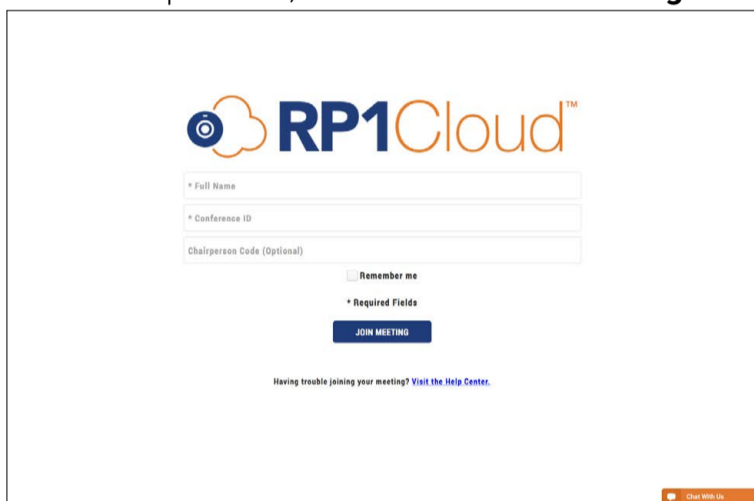 RP1Cloud™
* Full Name
* Conference ID
Chairperson Code (Optional)
Remember me
* Required Fields
JOIN MEETING
Having trouble joining your meeting? Visit the Help Center.
Chat With Us